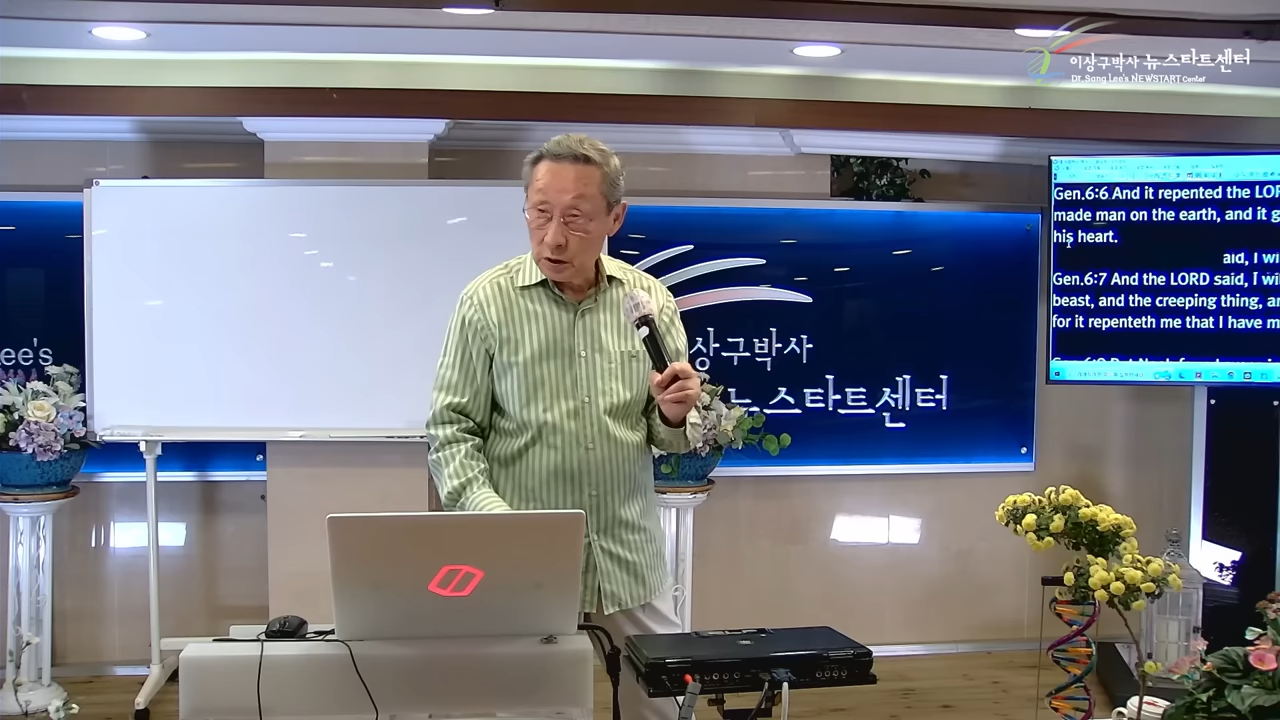 이상구박사 뉴스타트센터
Dr. Sang Lee's NEWSTART Center
Gen.6:6 And it repented the LOR
made man on the earth, and it g
his heart.
aid, I wi
Gen.6:7 And the LORD said, I wi
beast, and the creeping thing, a
for it repenteth me that I have m
ee's
상구박사
뉴스타트센터